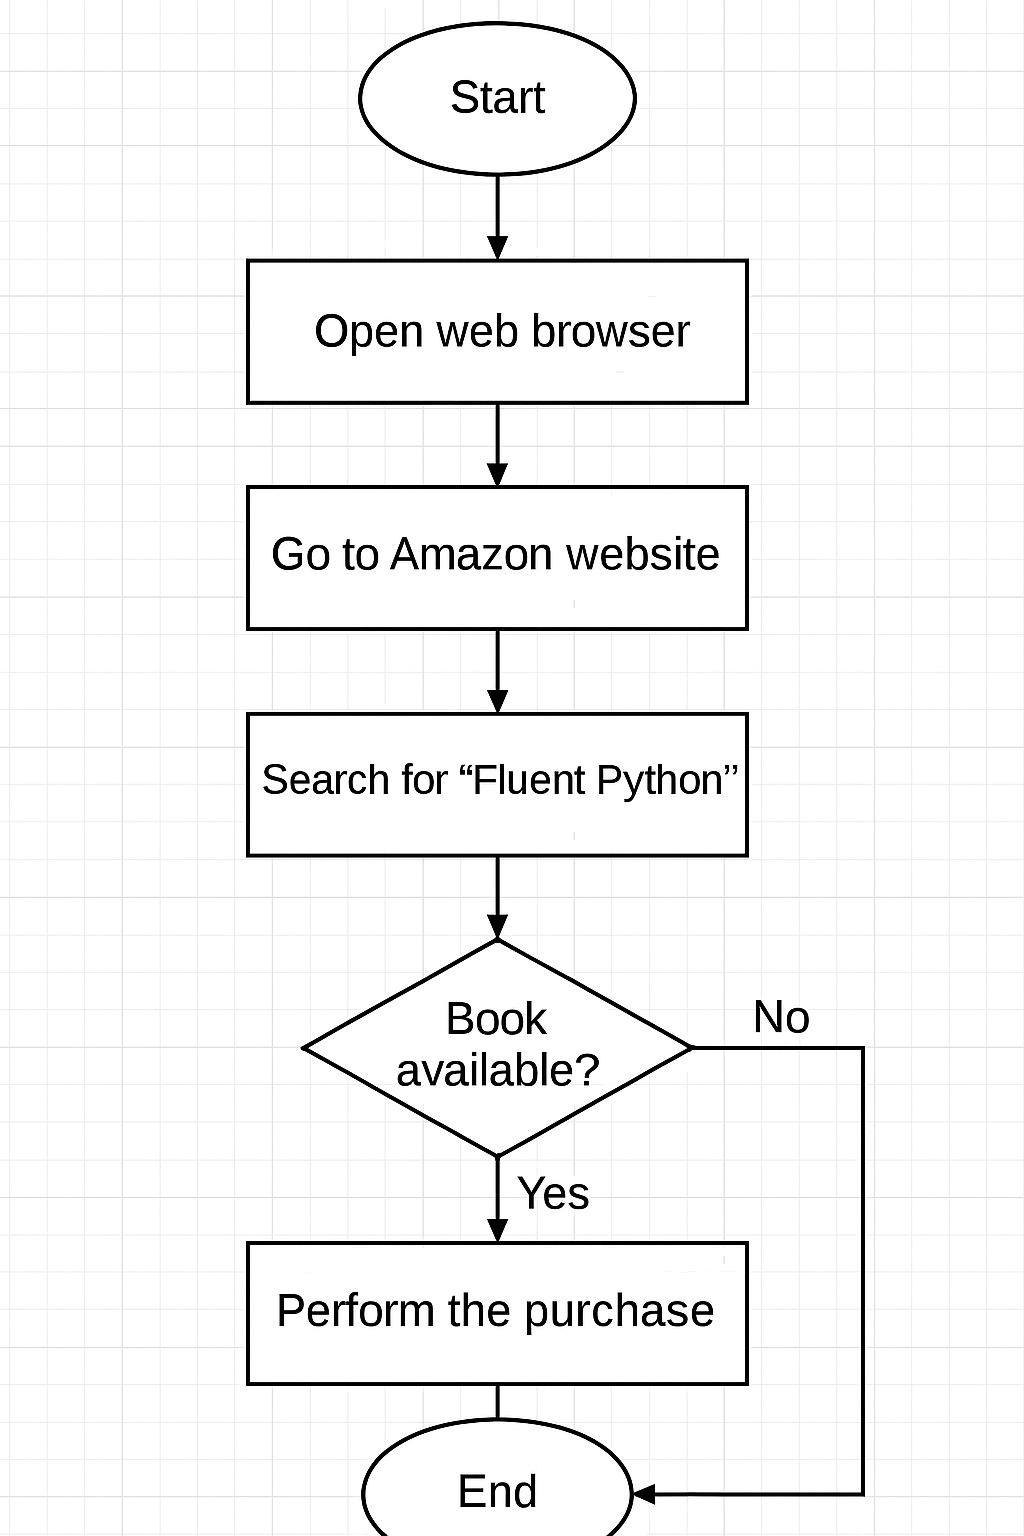 Start
Open web browser
Go to Amazon website
Search for “Fluent Python”
Book
available?
No
Yes
Perform the purchase
End